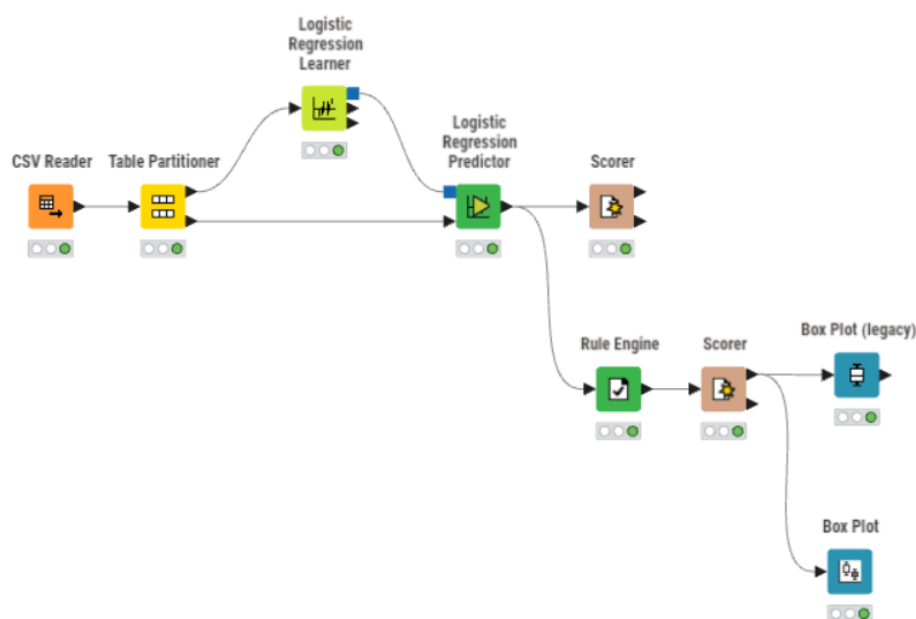 Logistic
Regression
Learner
Logistic
Regression
Predictor
CSV Reader
Table Partitioner
Scorer
Rule Engine
Scorer
Box Plot (legacy)
Box Plot